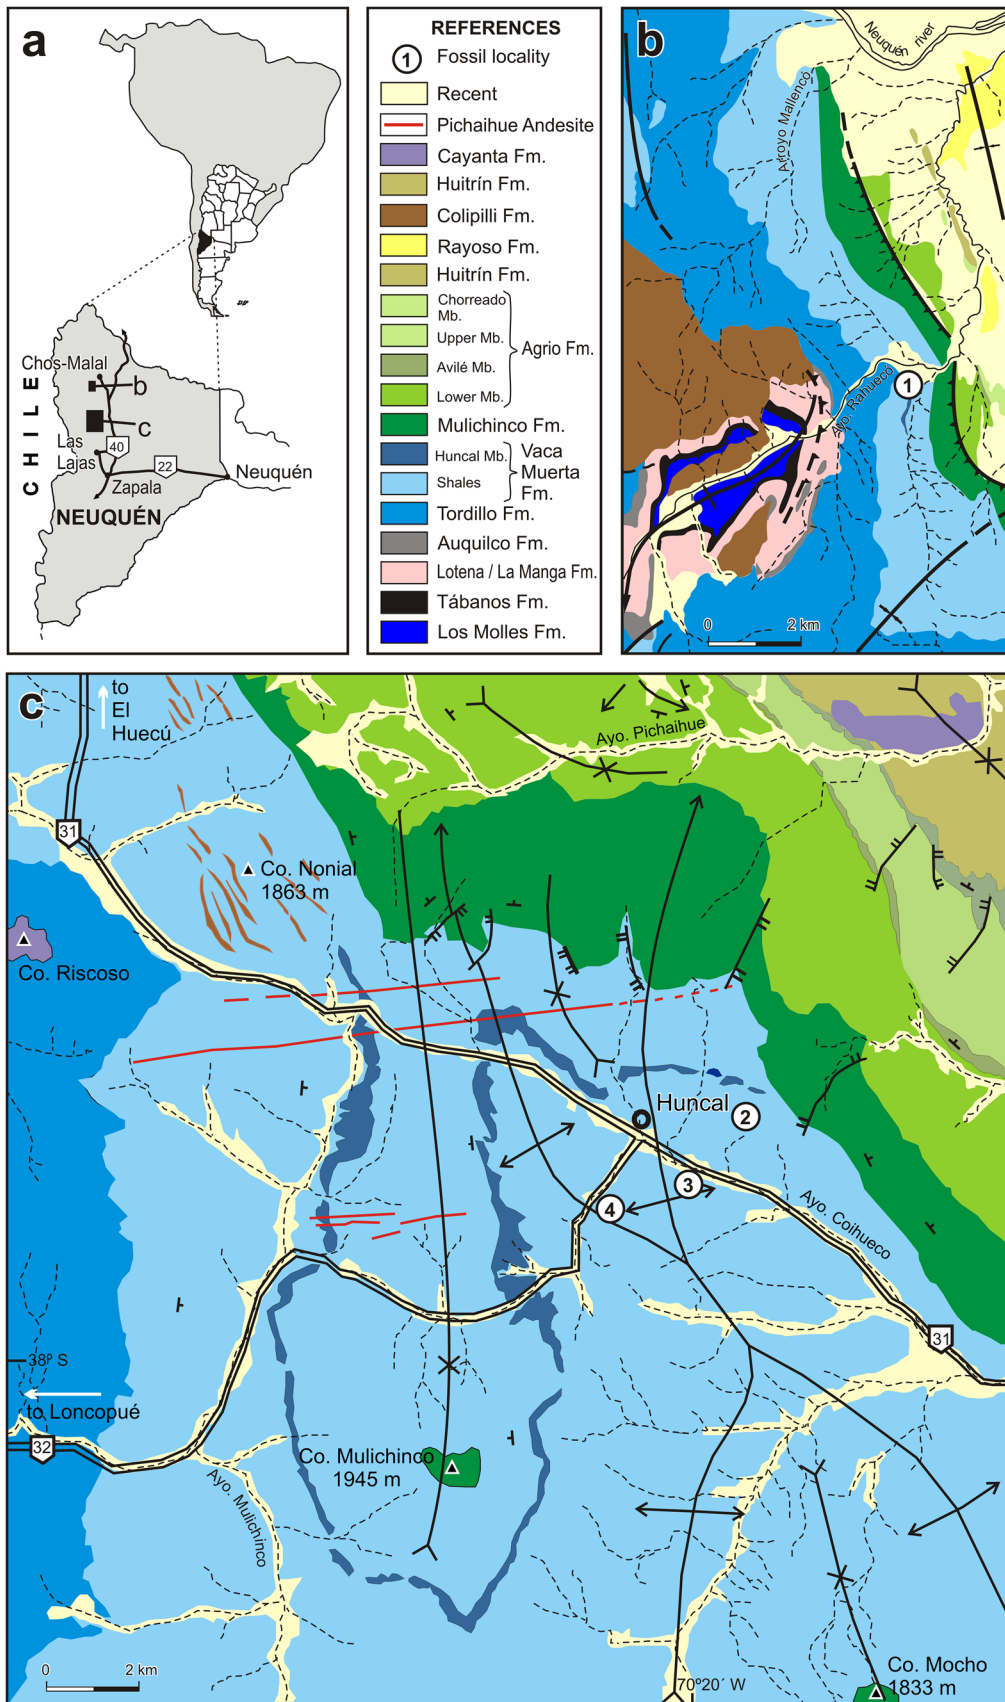 a
CHILE
Chos-Malal
b
c
Las
Lajas
40
22
Zapala
Neuquén
NEUQUÉN
REFERENCES
1 Fossil locality
Recent
Pichaihue Andesite
Cayanta Fm.
Huitrín Fm.
Colipilli Fm.
Rayoso Fm.
Huitrín Fm.
Chorreado
Mb.
Upper Mb.
Agrio Fm.
Avilé Mb.
Lower Mb.
Mulichinco Fm.
Huncal Mb.
Shales
Vaca
Muerta
Fm.
Tordillo Fm.
Auquilco Fm.
Lotena / La Manga Fm.
Tábanos Fm.
Los Molles Fm.
b
Neuquén
river
Arroyo Mallencó
Ayo. Rahuecó
1
0 2 km
c
to
El
Huecú
31
Ayo. Pichaihue
Co. Nonial
1863 m
Co. Riscoso
Huncal
2
3
4
Ayo. Coihueco
31
38º S
to Loncopué
32
Co. Mulichinco
1945 m
Ayo. Mulichinco
0 2 km
70º20´ W
Co. Mocho
1833 m